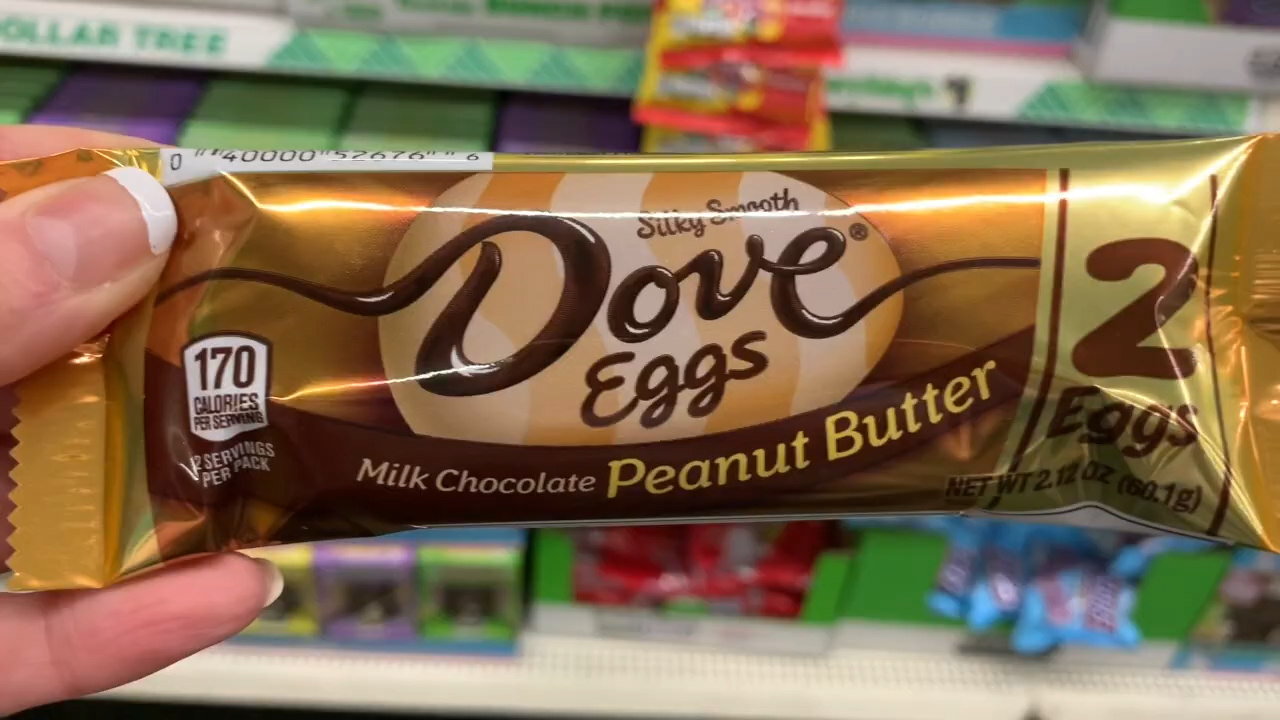 OLLAR TREE
0 40000 52676 6
Silky Smooth
Dove®
Eggs
Milk Chocolate Peanut Butter
170
CALORIES
PER SERVING
2 SERVINGS
PER PACK
2
Eggs
NET WT 2.12 OZ (60.1g)